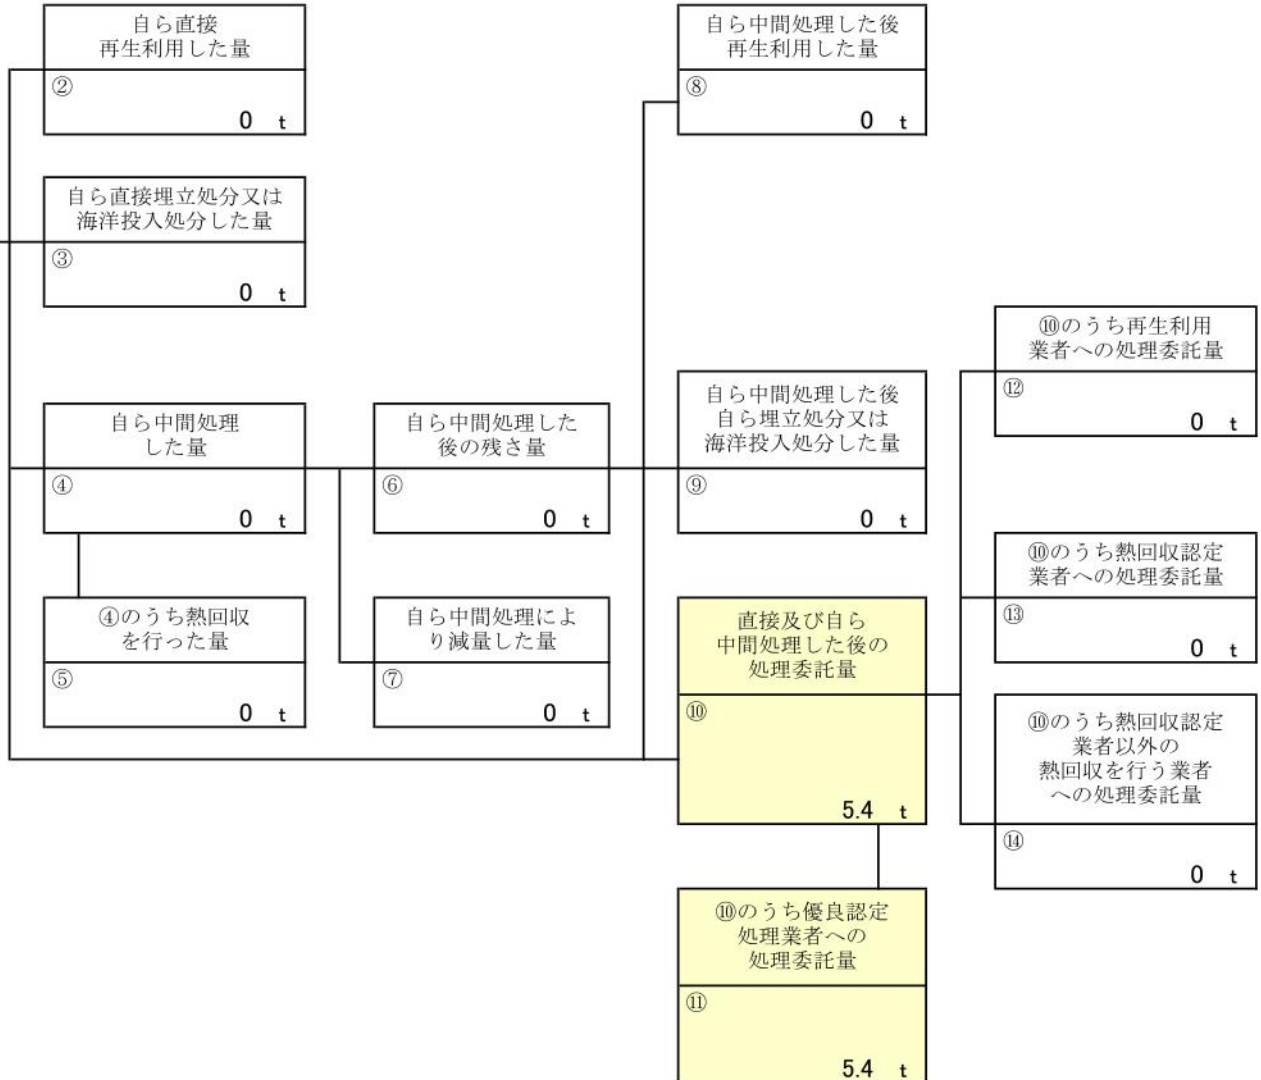 自ら直接
再生利用した量
②
0 t
自ら中間処理した後
再生利用した量
⑧
0 t
自ら直接埋立処分又は
海洋投入処分した量
③
0 t
⑩のうち再生利用
業者への処理委託量
⑫
0 t
自ら中間処理
した量
④
0 t
自ら中間処理した
後の残さ量
⑥
0 t
自ら中間処理した後
自ら埋立処分又は
海洋投入処分した量
⑨
0 t
⑩のうち熱回収認定
業者への処理委託量
⑬
0 t
④のうち熱回収
を行った量
⑤
0 t
自ら中間処理によ
り減量した量
⑦
0 t
直接及び自ら
中間処理した後の
処理委託量
⑩
5.4 t
⑩のうち熱回収認定
業者以外の
熱回収を行う業者
への処理委託量
⑭
0 t
⑩のうち優良認定
処理業者への
処理委託量
⑪
5.4 t